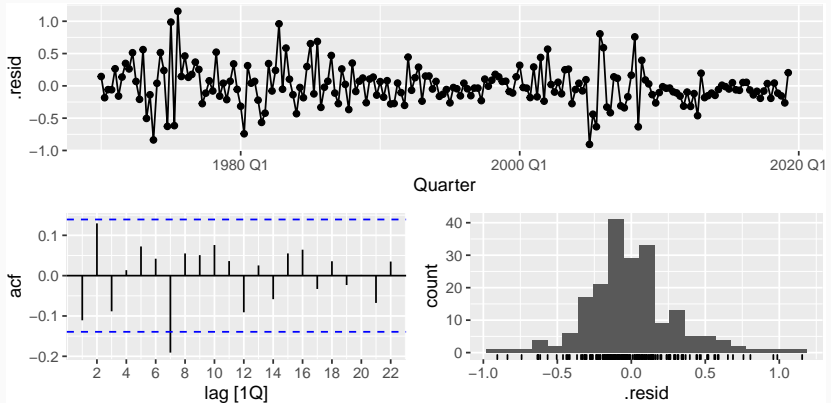 1.0
0.5
0.0
−0.5
−1.0
.resid
1980 Q1
2000 Q1
2020 Q1
Quarter
0.1
0.0
−0.1
−0.2
acf
2 4 6 8 10 12 14 16 18 20 22
lag [1Q]
40
30
20
10
0
count
−1.0 −0.5 0.0 0.5 1.0
.resid